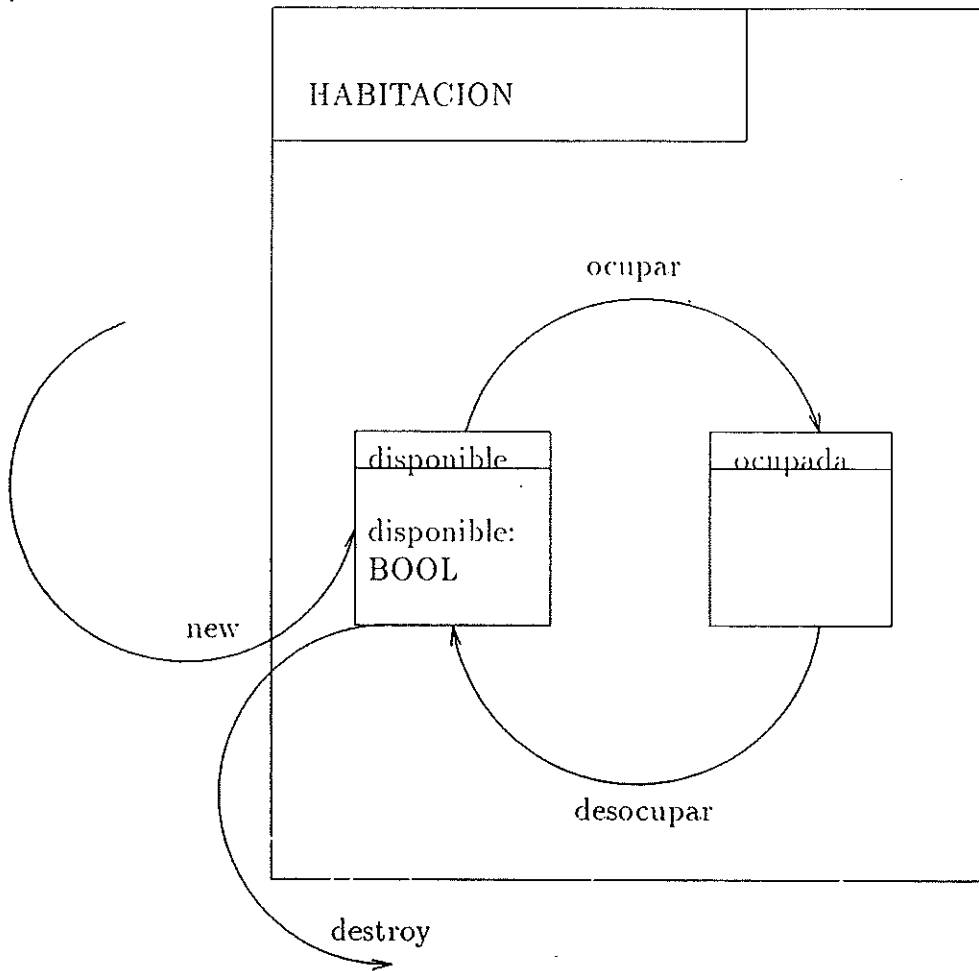 HABITACION
ocupar
disponible
ocupada
disponible:
BOOL
new
desocupar
destroy